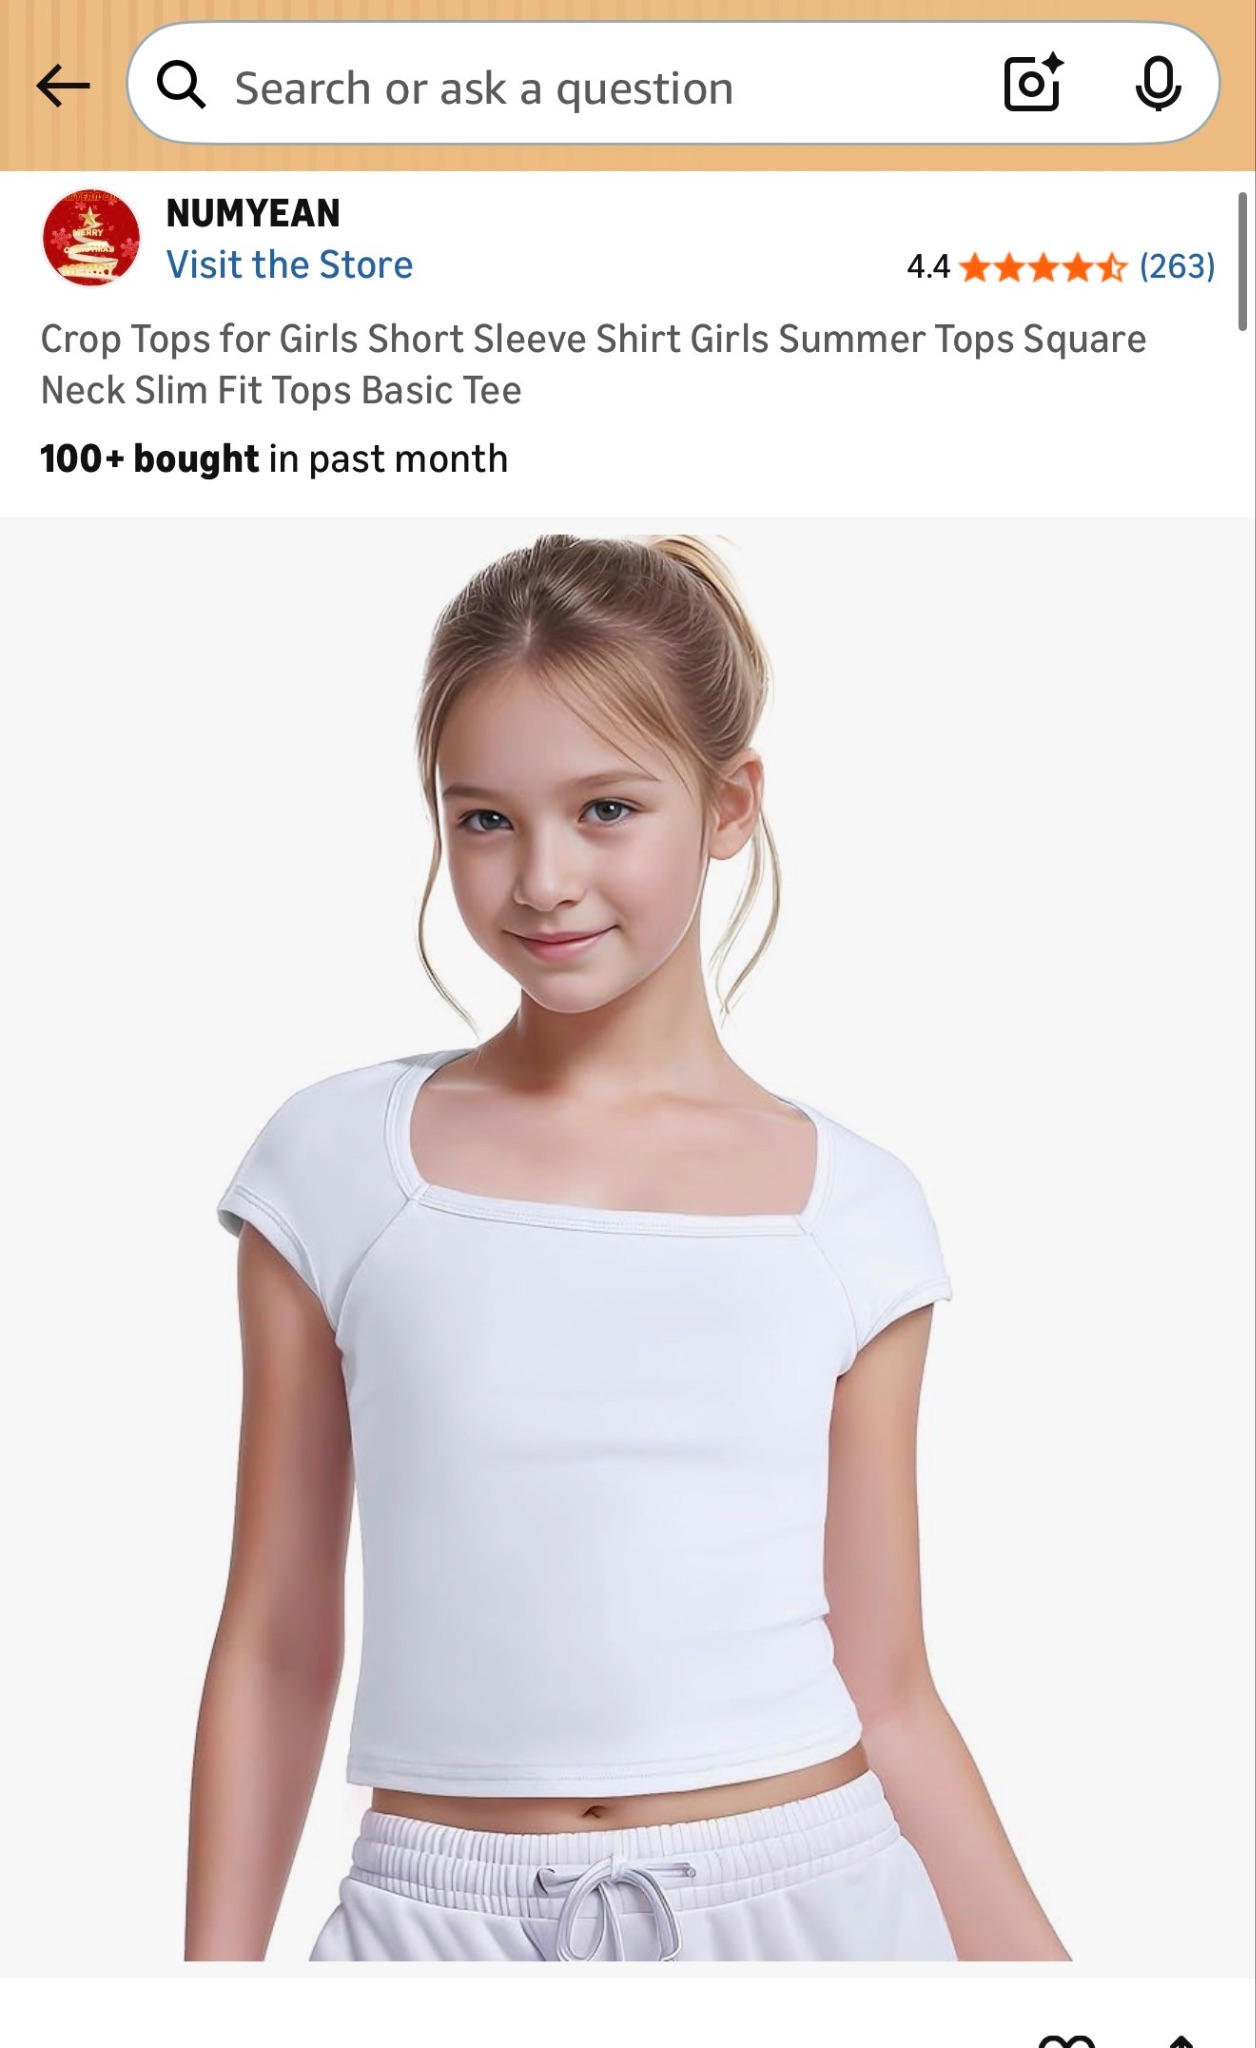 Search or ask a question
NUMYEAN
Visit the Store
4.4 (263)
Crop Tops for Girls Short Sleeve Shirt Girls Summer Tops Square
Neck Slim Fit Tops Basic Tee
100+ bought in past month
MERRY